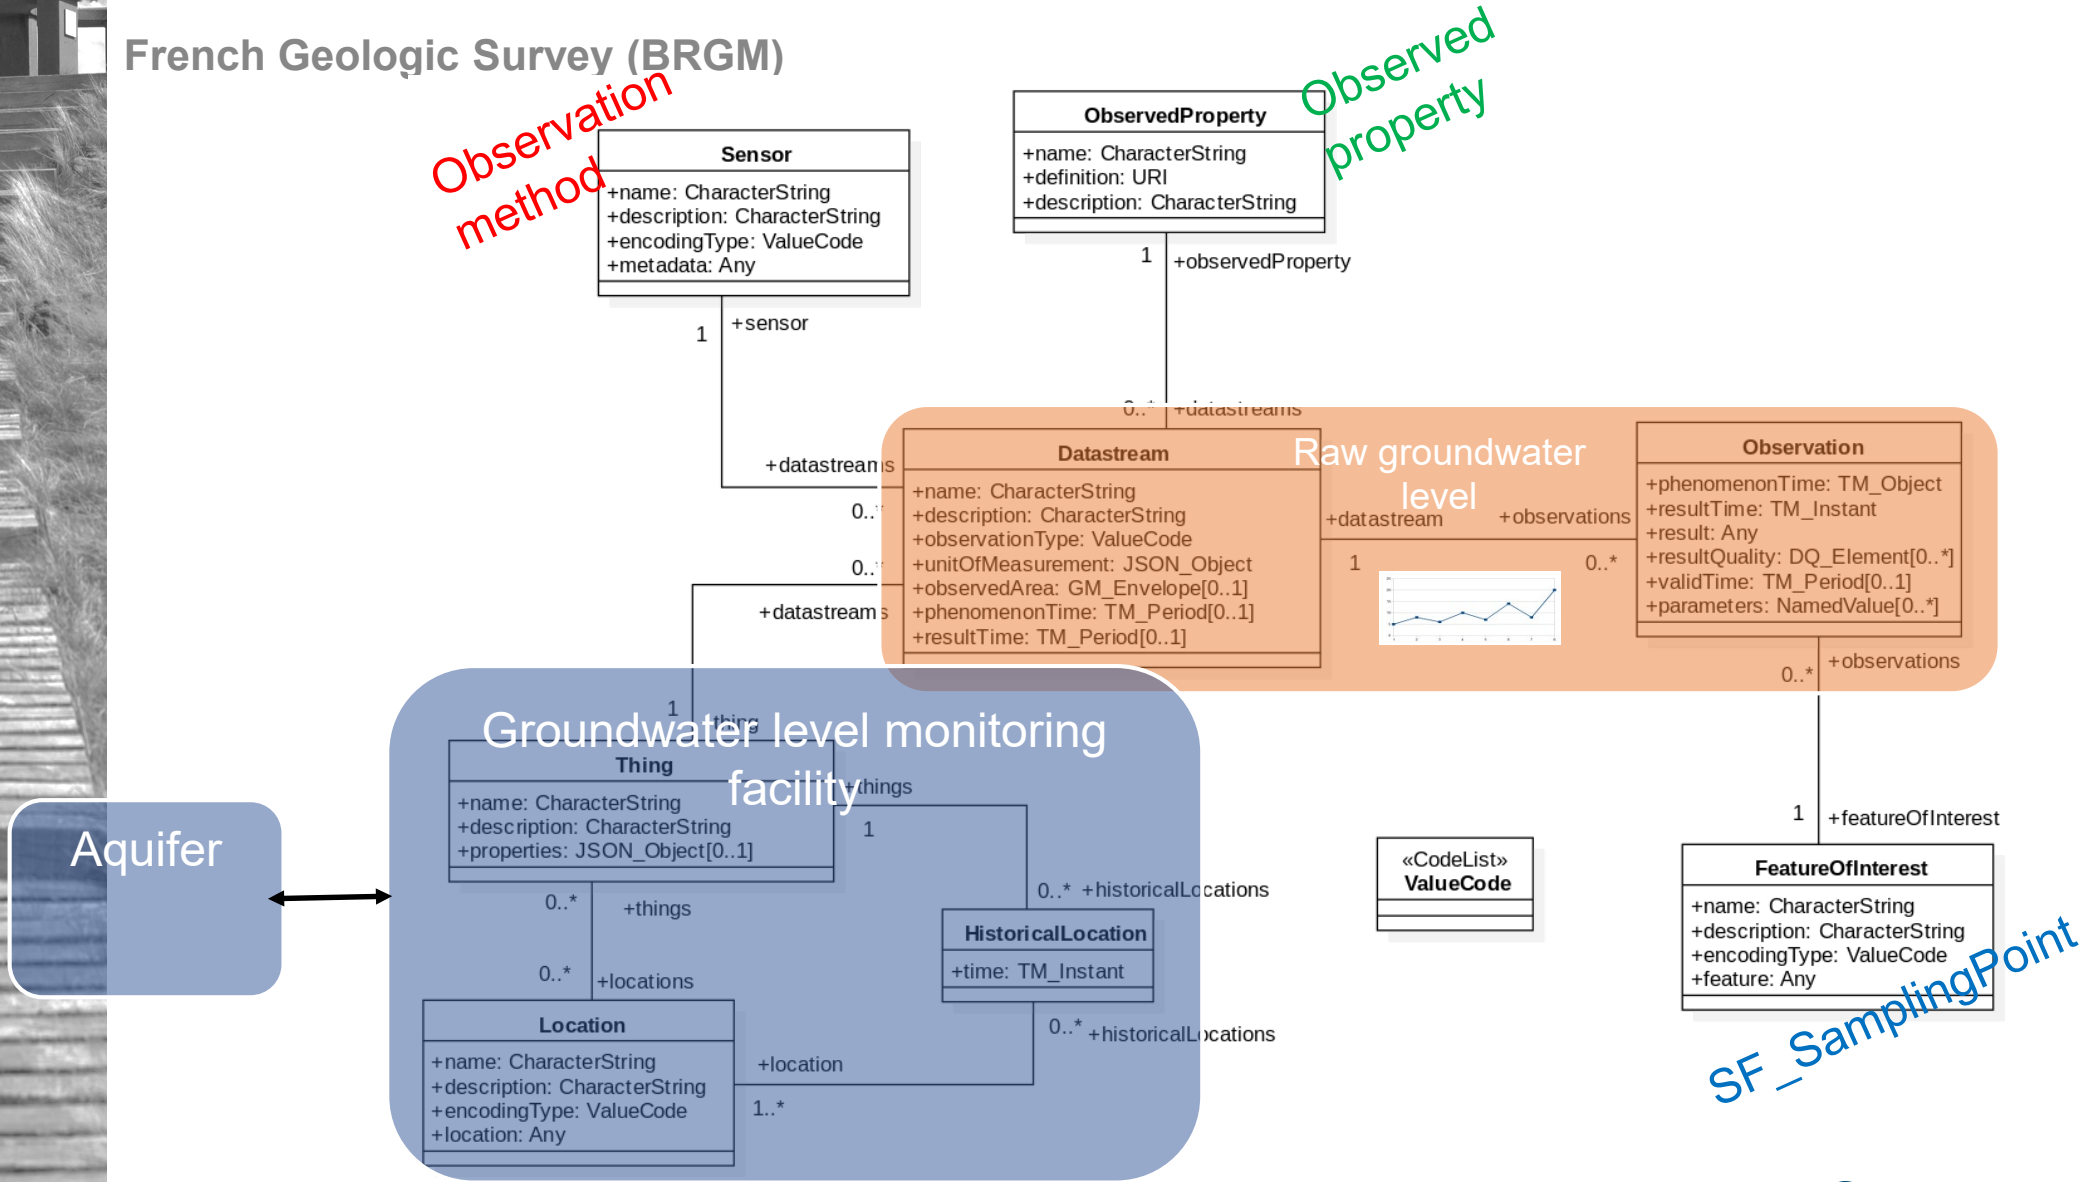 French Geologic Survey (BRGM)
Observation
method
Observed
property
Sensor
+name: CharacterString
+description: CharacterString
+encodingType: ValueCode
+metadata: Any
ObservedProperty
+name: CharacterString
+definition: URI
+description: CharacterString
1
+observedProperty
1
+sensor
0..*
+datastreams
+datastreams
0..*
0..*
+datastreams
Datastream
+name: CharacterString
+description: CharacterString
+observationType: ValueCode
+unitOfMeasurement: JSON_Object
+observedArea: GM_Envelope[0..1]
+phenomenonTime: TM_Period[0..1]
+resultTime: TM_Period[0..1]
Raw groundwater
level
+datastream
+observations
1
0..*
Observation
+phenomenonTime: TM_Object
+resultTime: TM_Instant
+result: Any
+resultQuality: DQ_Element[0..*]
+validTime: TM_Period[0..1]
+parameters: NamedValue[0..*]
0..*
+observations
1
+thing
Groundwater level monitoring
facility
Thing
+name: CharacterString
+description: CharacterString
+properties: JSON_Object[0..1]
+things
1
Aquifer
0..*
+things
0..*
+historicalLocations
HistoricalLocation
+time: TM_Instant
0..*
+locations
0..*
+historicalLocations
Location
+name: CharacterString
+description: CharacterString
+encodingType: ValueCode
+location: Any
+location
1..*
«CodeList»
ValueCode
1
+featureOfInterest
FeatureOfInterest
+name: CharacterString
+description: CharacterString
+encodingType: ValueCode
+feature: Any
SF_SamplingPoint